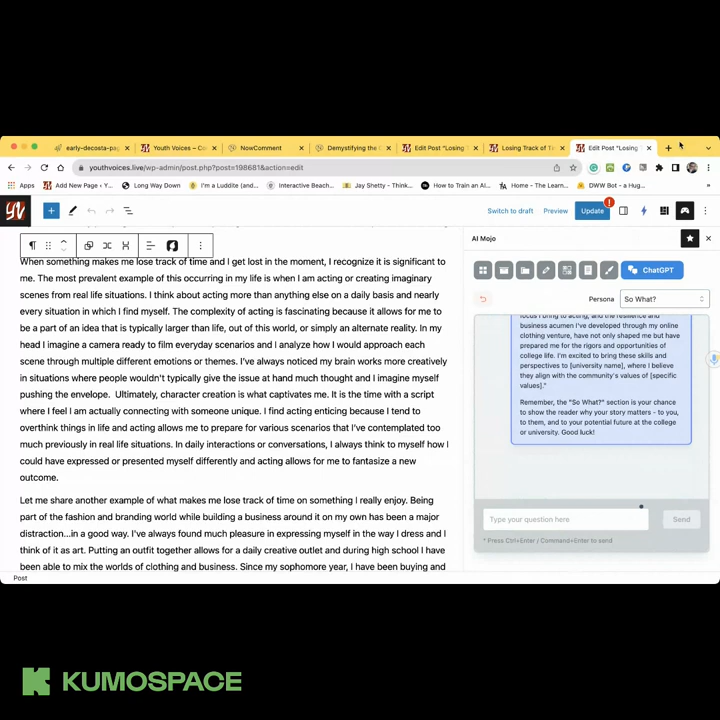 early-decosta-pag
Youth Voices – Co
NowComment
Demystifying the
Edit Post "Losing
Losing Track of Ti
Edit Post "Losing
youthvoices.live/wp-admin/post.php?post=198681&action=edit
Apps
Add New Page ‹ Y
Long Way Down
I'm a Luddite (and...
Interactive Beach...
Jay Shetty - Think...
How to Train an AI...
Home - The Learn...
DWW Bot - a Hug...
YV
Switch to draft
Preview
Update
!
AI Mojo
ChatGPT
Persona
So What?
When something makes me lose track of time and I get lost in the moment, I recognize it is significant to
me. The most prevalent example of this occurring in my life is when I am acting or creating imaginary
scenes from real life situations. I think about acting more than anything else on a daily basis and nearly
every situation in which I find myself. The complexity of acting is fascinating because it allows for me to
be a part of an idea that is typically larger than life, out of this world, or simply an alternate reality. In my
head I imagine a camera ready to film everyday scenarios and I analyze how I would approach each
scene through multiple different emotions or themes. I've always noticed my brain works more creatively
in situations where people wouldn't typically give the issue at hand much thought and I imagine myself
pushing the envelope. Ultimately, character creation is what captivates me. It is the time with a script
where I feel I am actually connecting with someone unique. I find acting enticing because I tend to
overthink things in life and acting allows for me to prepare for various scenarios that I've contemplated too
much previously in real life situations. In daily interactions or conversations, I always think to myself how I
could have expressed or presented myself differently and acting allows for me to fantasize a new
outcome.
Let me share another example of what makes me lose track of time on something I really enjoy. Being
part of the fashion and branding world while building a business around it on my own has been a major
distraction...in a good way. I've always found much pleasure in expressing myself in the way I dress and I
think of it as art. Putting an outfit together allows for a daily creative outlet and during high school I have
been able to mix the worlds of clothing and business. Since my sophomore year, I have been buying and
focus I bring to acting, and the resilience and
business acumen I've developed through my online
clothing venture, have not only shaped me but have
prepared me for the rigors and opportunities of
college life. I'm excited to bring these skills and
perspectives to [university name], where I believe
they align with the community's values of [specific
values]."
Remember, the "So What?" section is your chance
to show the reader why your story matters - to you,
to them, and to your potential future at the college
or university. Good luck!
Type your question here
Send
* Press Ctrl+Enter / Command+Enter to send
Post
KUMOSPACE